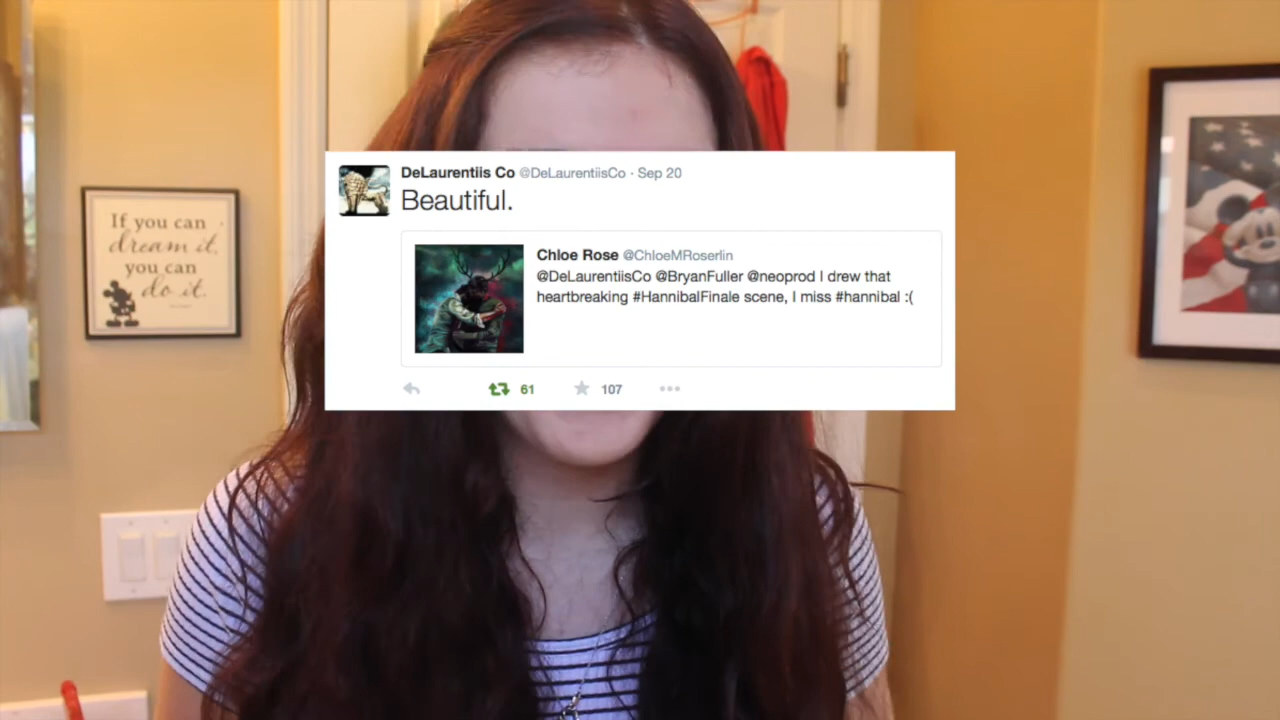 If you can
dream it,
you can
do it.
DeLaurentiis Co @DeLaurentiisCo · Sep 20
Beautiful.
Chloe Rose @ChloeMRoserlin
@DeLaurentiisCo @BryanFuller @neoprod I drew that
heartbreaking #HannibalFinale scene, I miss #hannibal :(
61 107